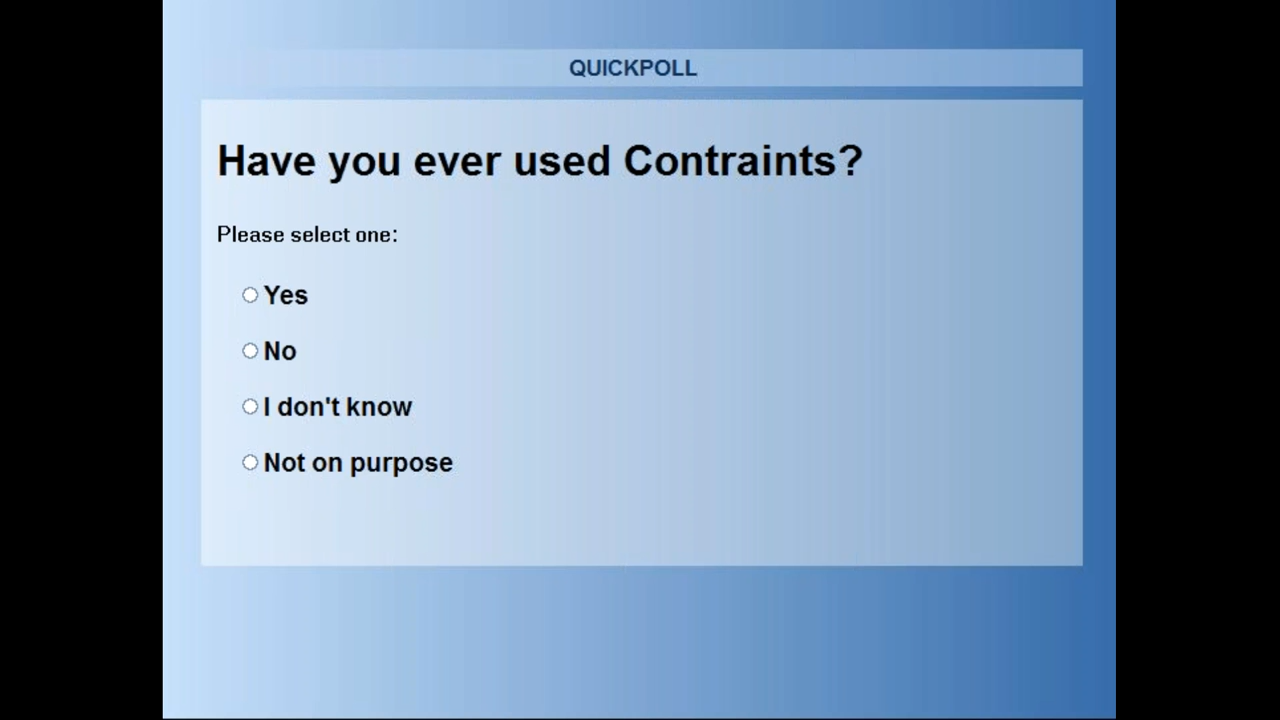 QUICKPOLL
Have you ever used Contraints?
Please select one:
Yes
No
I don't know
Not on purpose